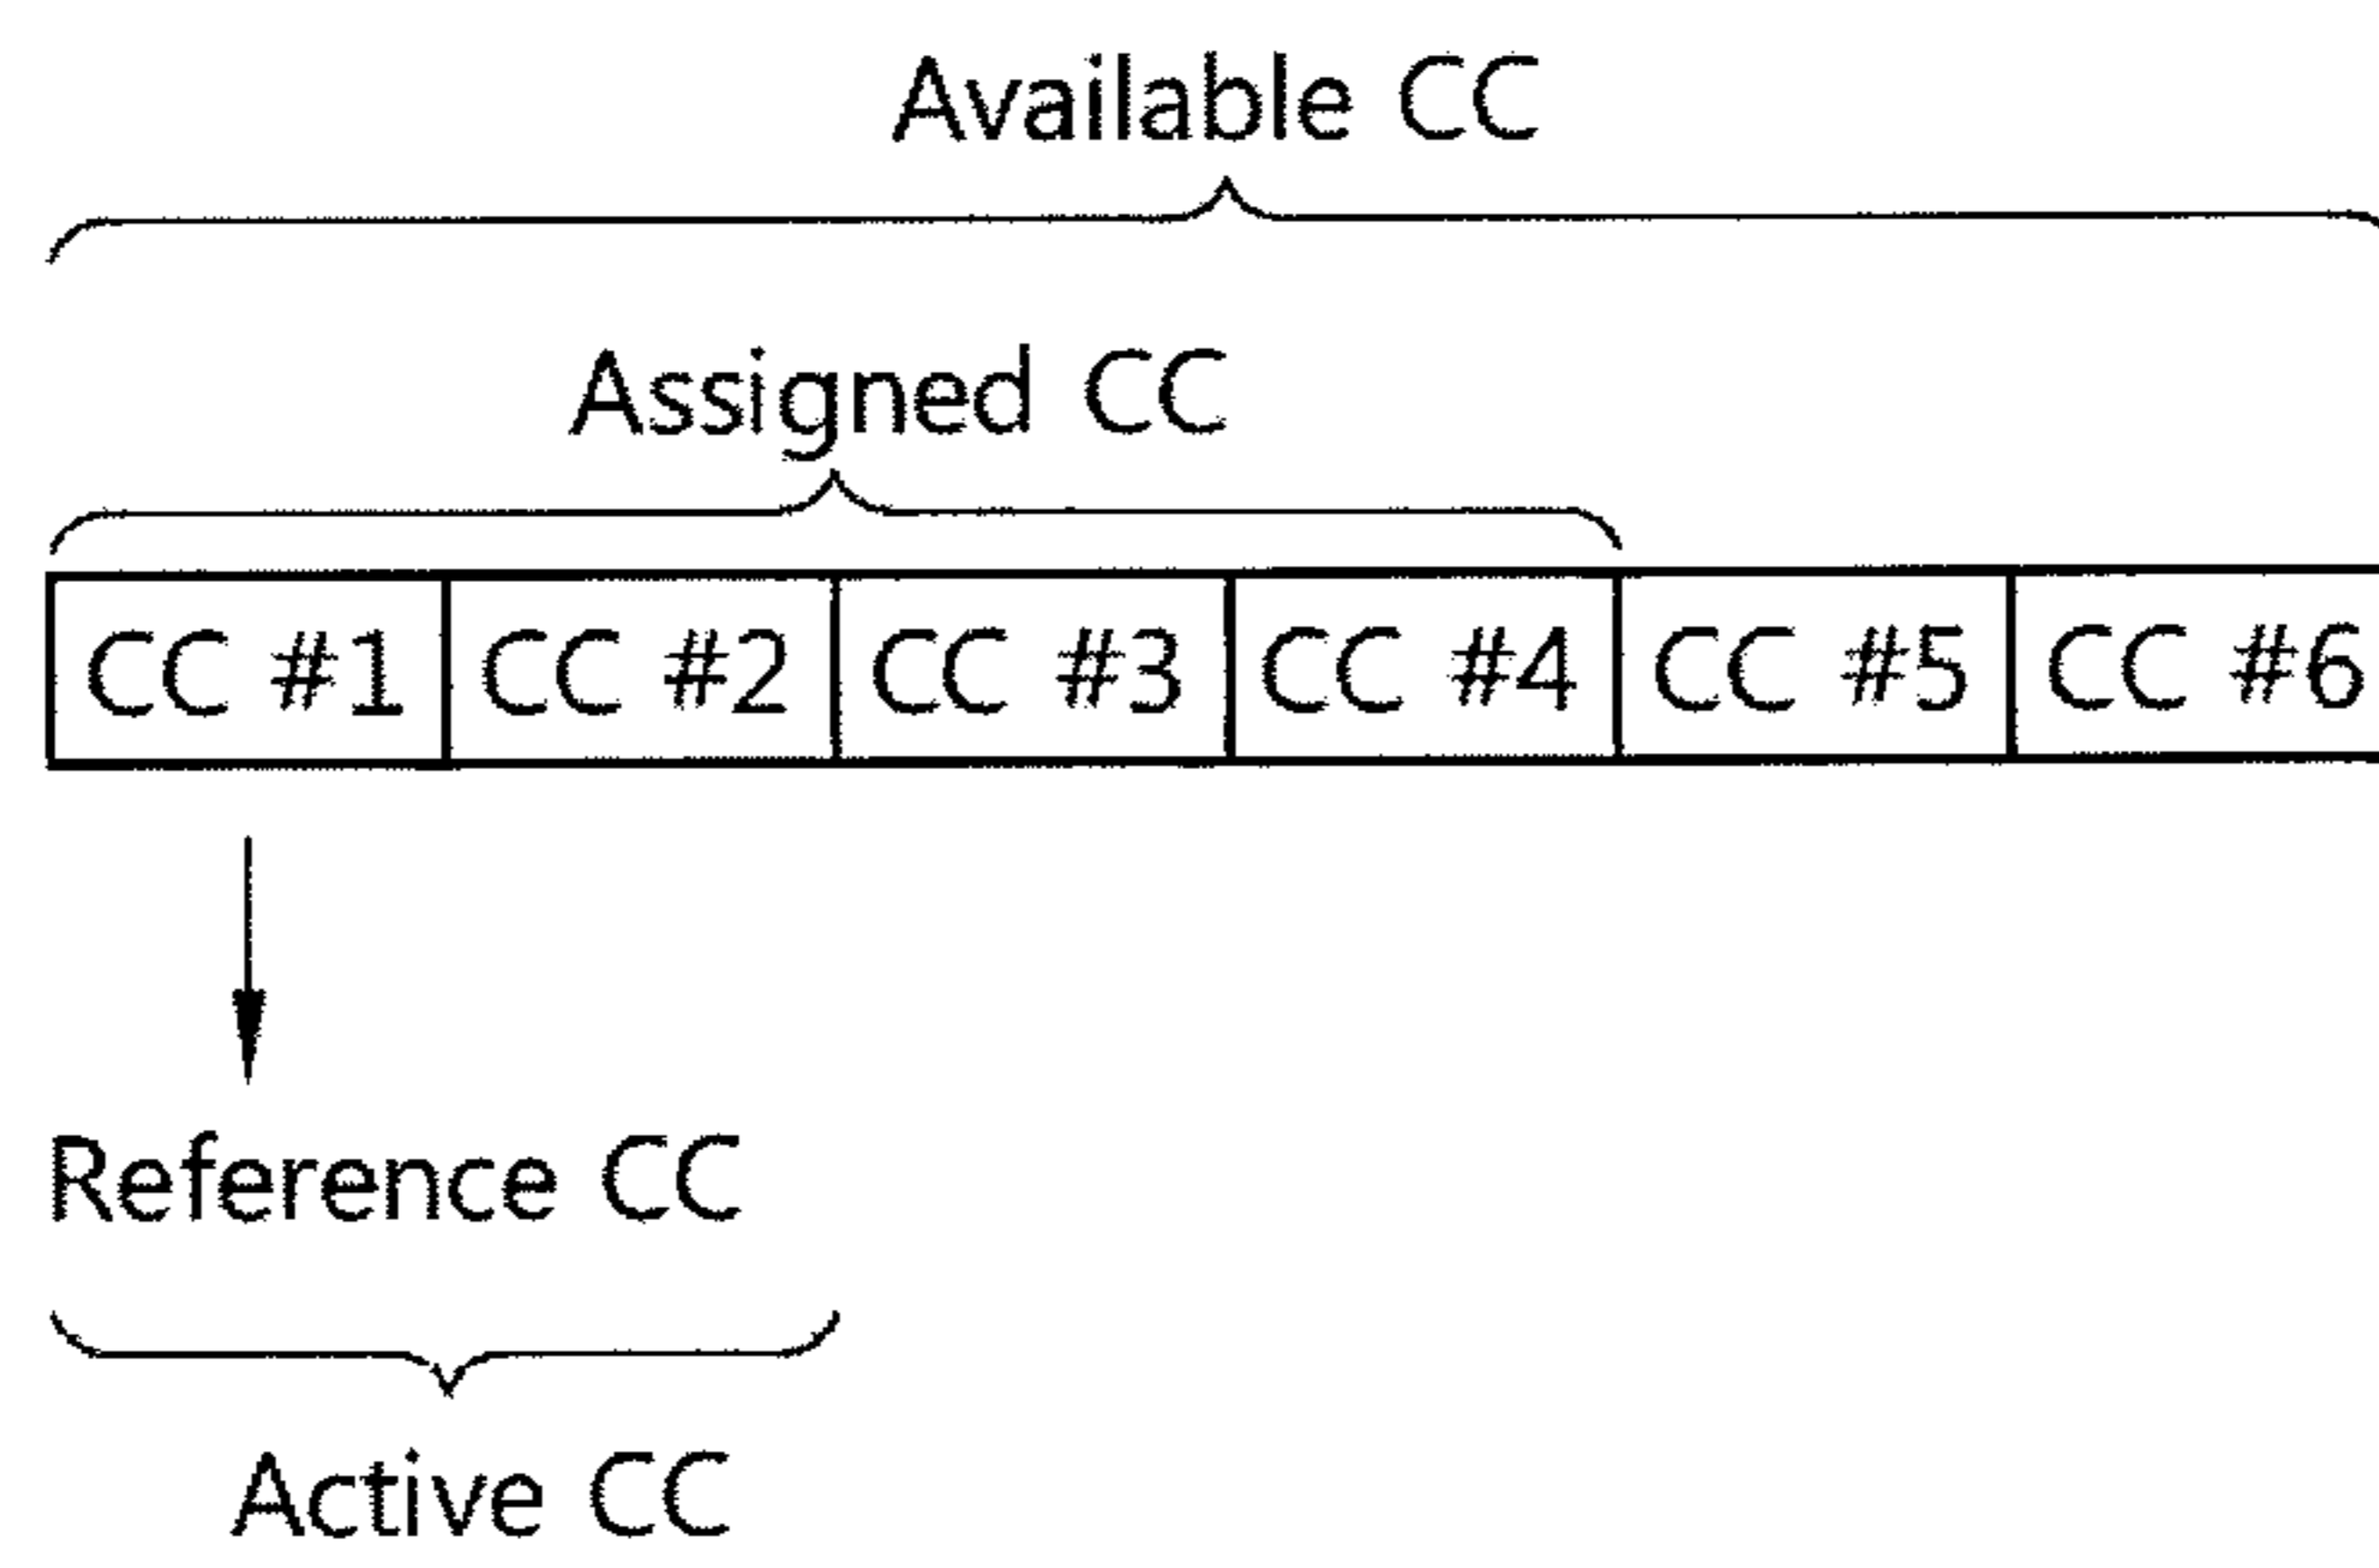 Available CC
Assigned CC
CC #1 CC #2 CC #3 CC #4 CC #5 CC #6
Reference CC
Active CC